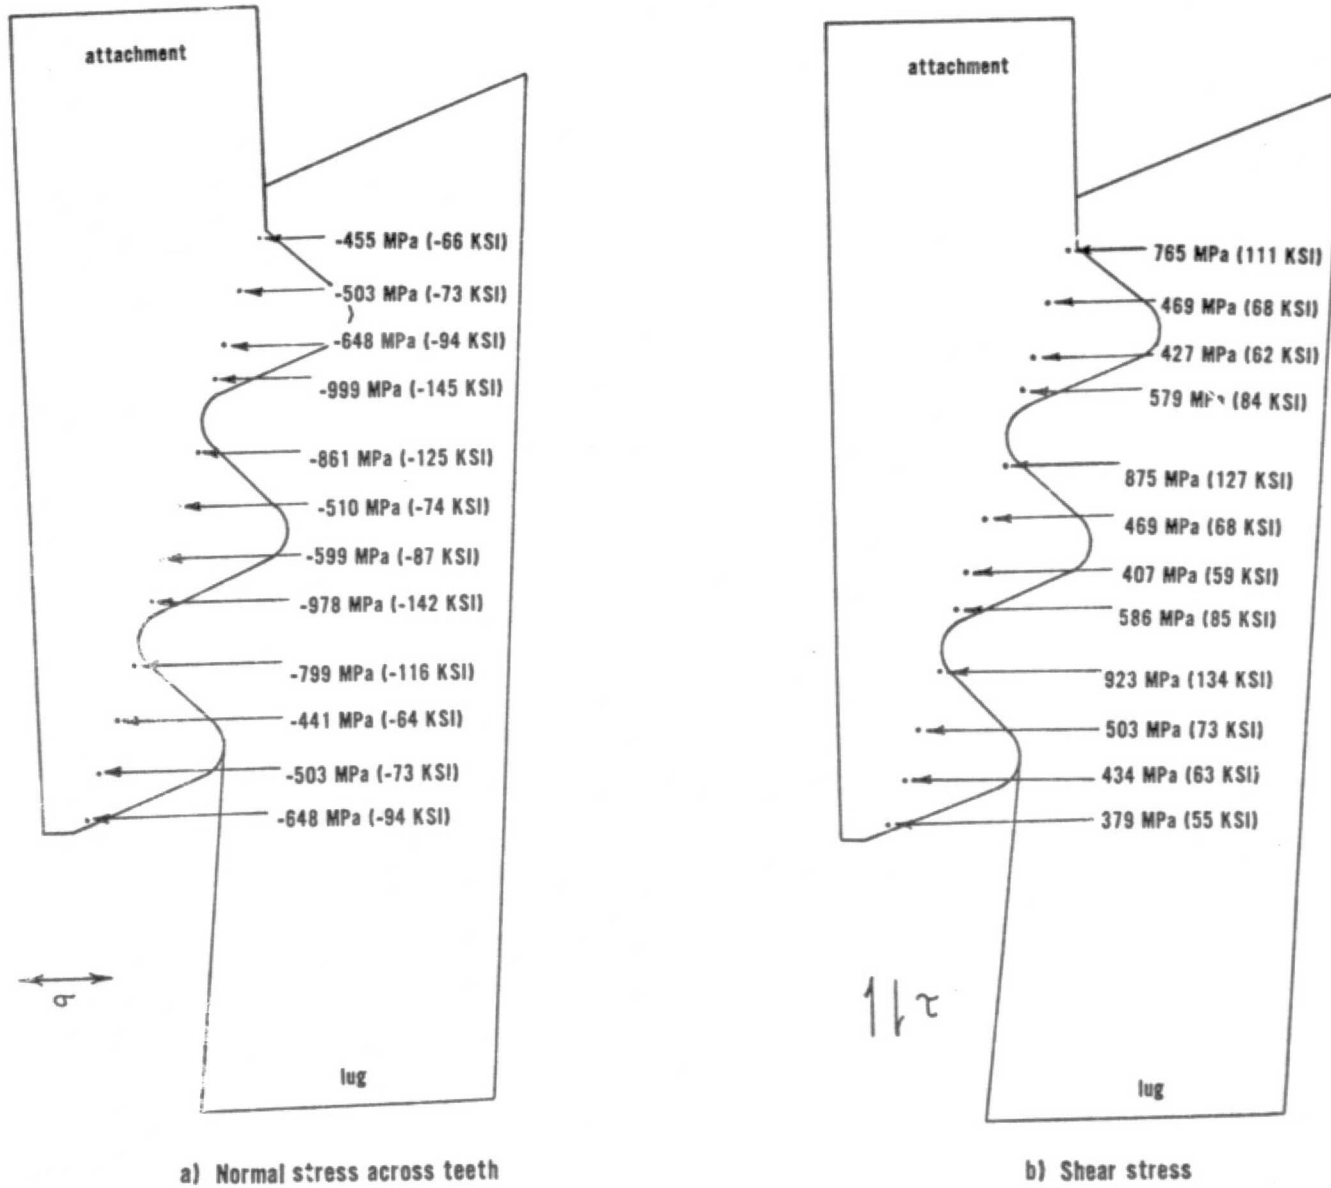 attachment
-455 MPa (-66 KSI)
-503 MPa (-73 KSI)
-648 MPa (-94 KSI)
-999 MPa (-145 KSI)
-861 MPa (-125 KSI)
-510 MPa (-74 KSI)
-599 MPa (-87 KSI)
-978 MPa (-142 KSI)
-799 MPa (-116 KSI)
-441 MPa (-64 KSI)
-503 MPa (-73 KSI)
-648 MPa (-94 KSI)
σ
lug
a) Normal stress across teeth
attachment
765 MPa (111 KSI)
469 MPa (68 KSI)
427 MPa (62 KSI)
579 MPa (84 KSI)
875 MPa (127 KSI)
469 MPa (68 KSI)
407 MPa (59 KSI)
586 MPa (85 KSI)
923 MPa (134 KSI)
503 MPa (73 KSI)
434 MPa (63 KSI)
379 MPa (55 KSI)
τ
lug
b) Shear stress